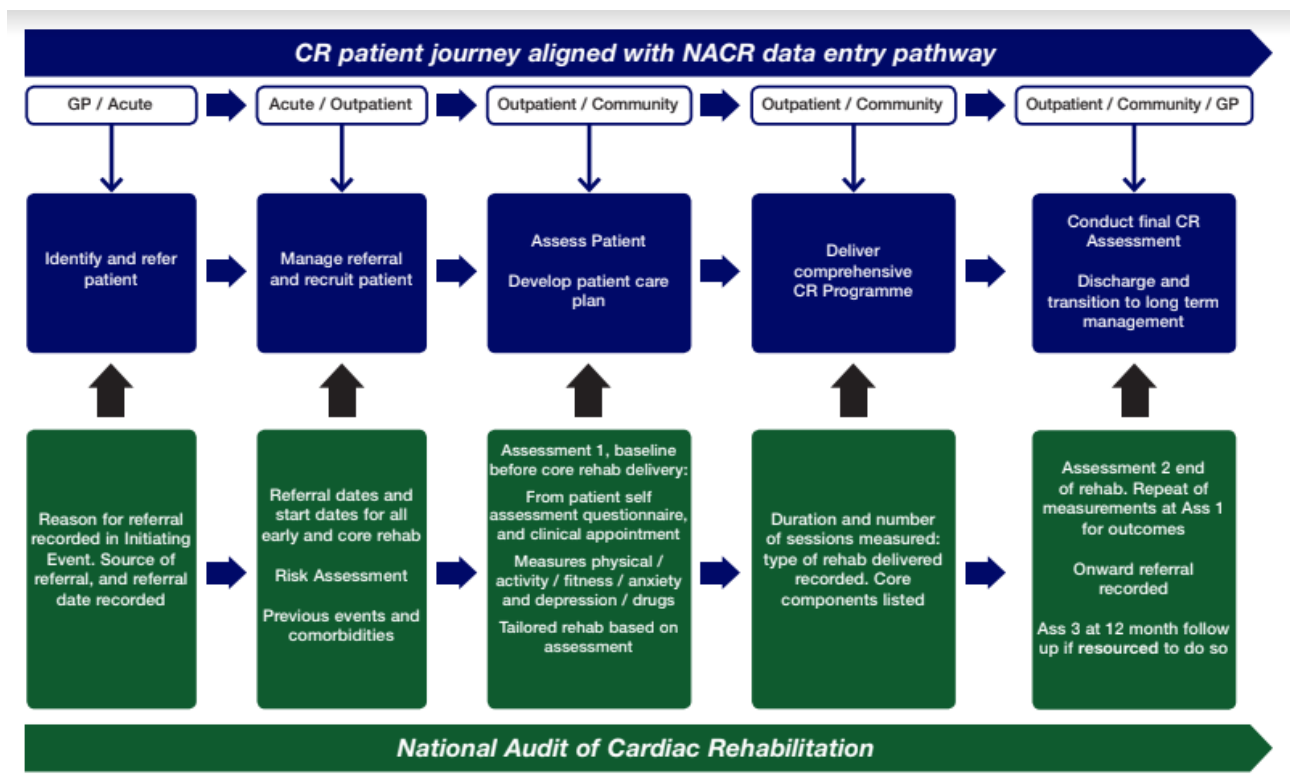 CR patient journey aligned with NACR data entry pathway
GP / Acute
Acute / Outpatient
Outpatient / Community
Outpatient / Community
Outpatient / Community / GP
Identify and refer
patient
Manage referral
and recruit patient
Assess Patient
Develop patient care
plan
Deliver
comprehensive
CR Programme
Conduct final CR
Assessment
Discharge and
transition to long term
management
Reason for referral
recorded in Initiating
Event. Source of
referral, and referral
date recorded
Referral dates and
start dates for all
early and core rehab
Risk Assessment
Previous events and
comorbidities
Assessment 1, baseline
before core rehab delivery:
From patient self
assessment questionnaire,
and clinical appointment
Measures physical /
activity / fitness / anxiety
and depression / drugs
Tailored rehab based on
assessment
Duration and number
of sessions measured:
type of rehab delivered
recorded. Core
components listed
Assessment 2 end
of rehab. Repeat of
measurements at Ass 1
for outcomes
Onward referral
recorded
Ass 3 at 12 month follow
up if resourced to do so
National Audit of Cardiac Rehabilitation